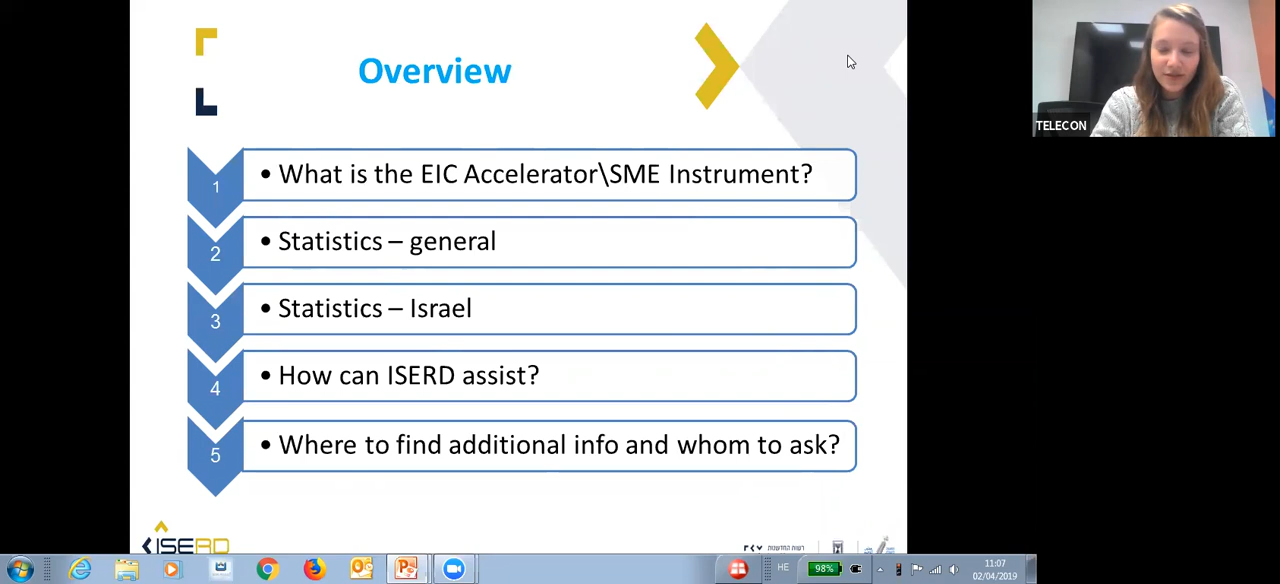 Overview
1
• What is the EIC Accelerator\SME Instrument?
2
• Statistics – general
3
• Statistics – Israel
4
• How can ISERD assist?
5
• Where to find additional info and whom to ask?
TELECON
ISERD
רשות החדשנות
HE
98%
11:07
02/04/2019